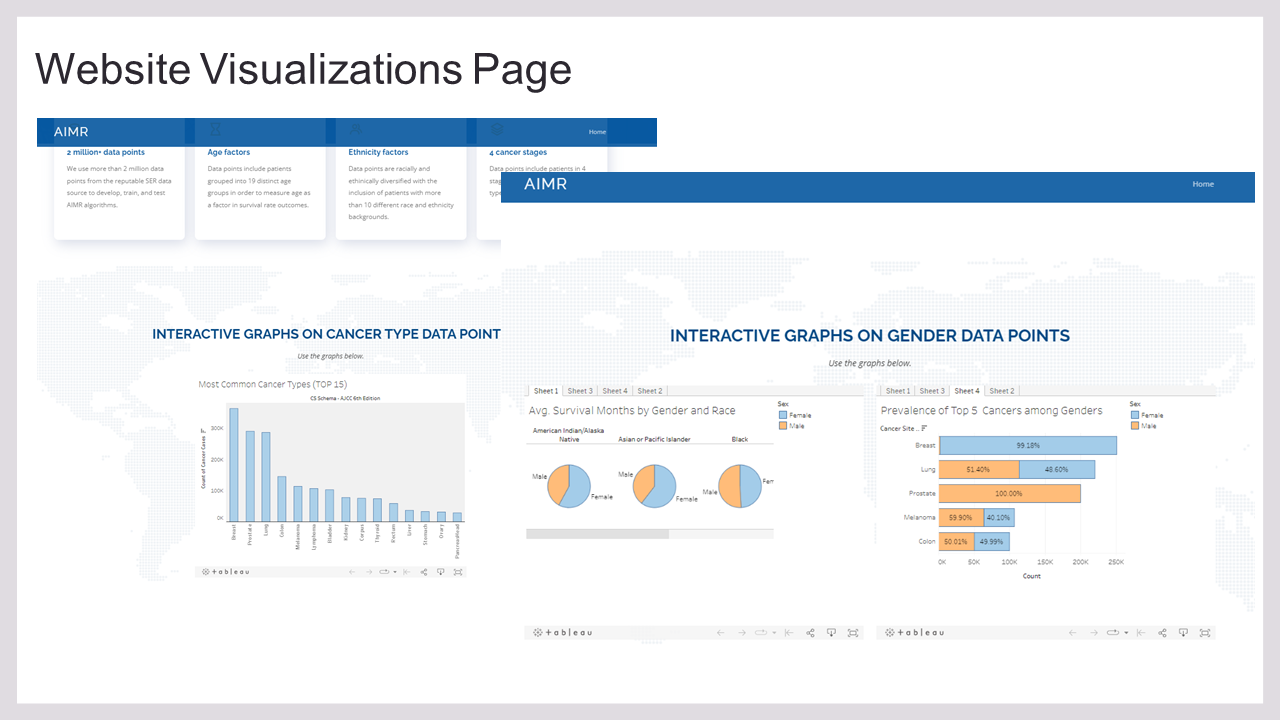 Website Visualizations Page
AIMR
Home
2 million+ data points
We use more than 2 million data
points from the reputable SER data
source to develop, train, and test
AIMR algorithms.
Age factors
Data points include patients
grouped into 19 distinct age
groups in order to measure age as
a factor in survival rate outcomes.
Ethnicity factors
Data points are racially and
ethinically diversified with the
inclusion of patients with more
than 10 different race and ethnicity
backgrounds.
4 cancer stages
Data points include patients in 4
INTERACTIVE GRAPHS ON CANCER TYPE DATA POINT
Use the graphs below.
Most Common Cancer Types (TOP 15)
CS Schema - AJCC 6th Edition
Count of Cancer Cases
300K
200K
100K
0K
Breast
Prostate
Lung
Colon
Melanoma
Lymphoma
Bladder
Kidney
Corpus
Thyroid
Rectum
Liver
Stomach
Ovary
PancreasHead
+ableau
AIMR
Home
INTERACTIVE GRAPHS ON GENDER DATA POINTS
Use the graphs below.
Sheet 1 Sheet 3 Sheet 4 Sheet 2
Avg. Survival Months by Gender and Race
Sex
Female
Male
American Indian/Alaska
Native
Asian or Pacific Islander
Black
Male
Female
Male
Female
Male
Fem
+ableau
Sheet 1 Sheet 3 Sheet 4 Sheet 2
Prevalence of Top 5 Cancers among Genders
Sex
Female
Male
Cancer Site ..
Breast 99.18%
Lung 51.40% 48.60%
Prostate 100.00%
Melanoma 59.90% 40.10%
Colon 50.01% 49.99%
0K 50K 100K 150K 200K 250K
Count
+ableau